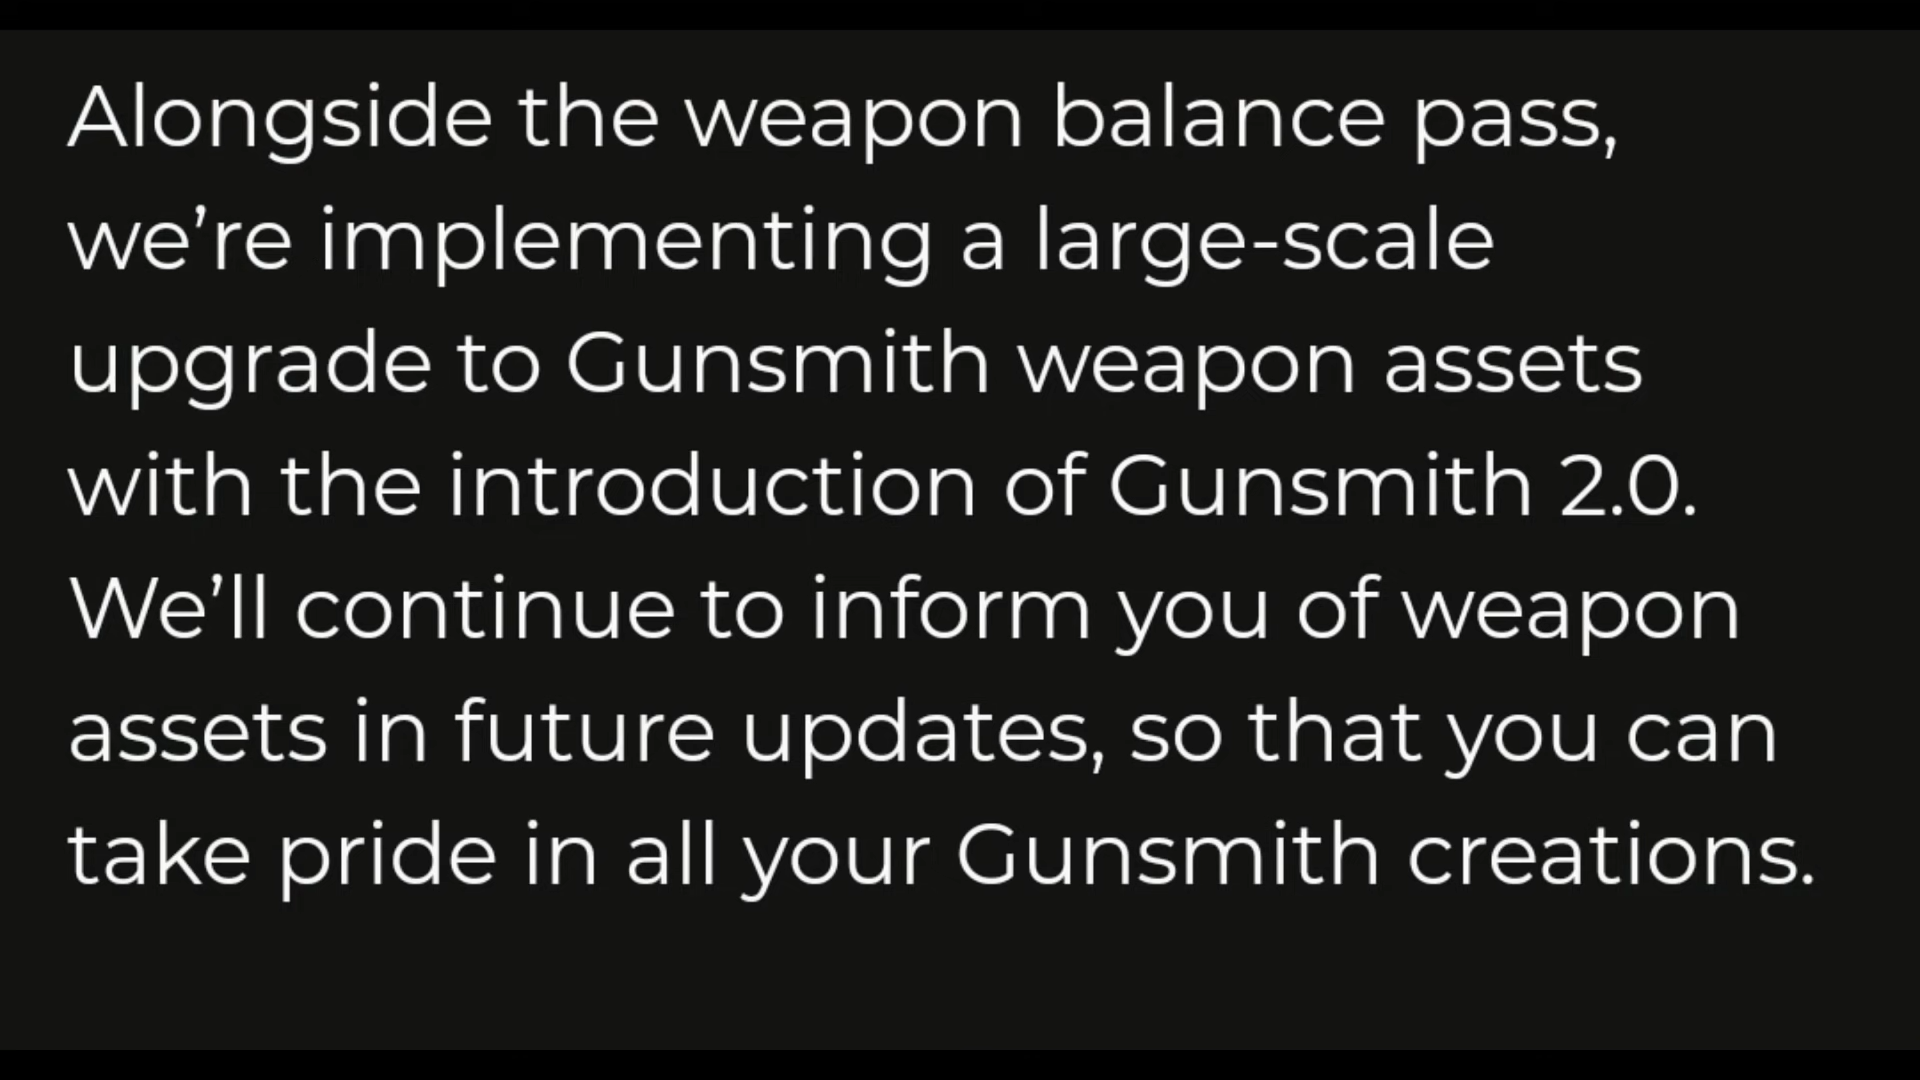 Alongside the weapon balance pass,
we’re implementing a large-scale
upgrade to Gunsmith weapon assets
with the introduction of Gunsmith 2.0.
We’ll continue to inform you of weapon
assets in future updates, so that you can
take pride in all your Gunsmith creations.